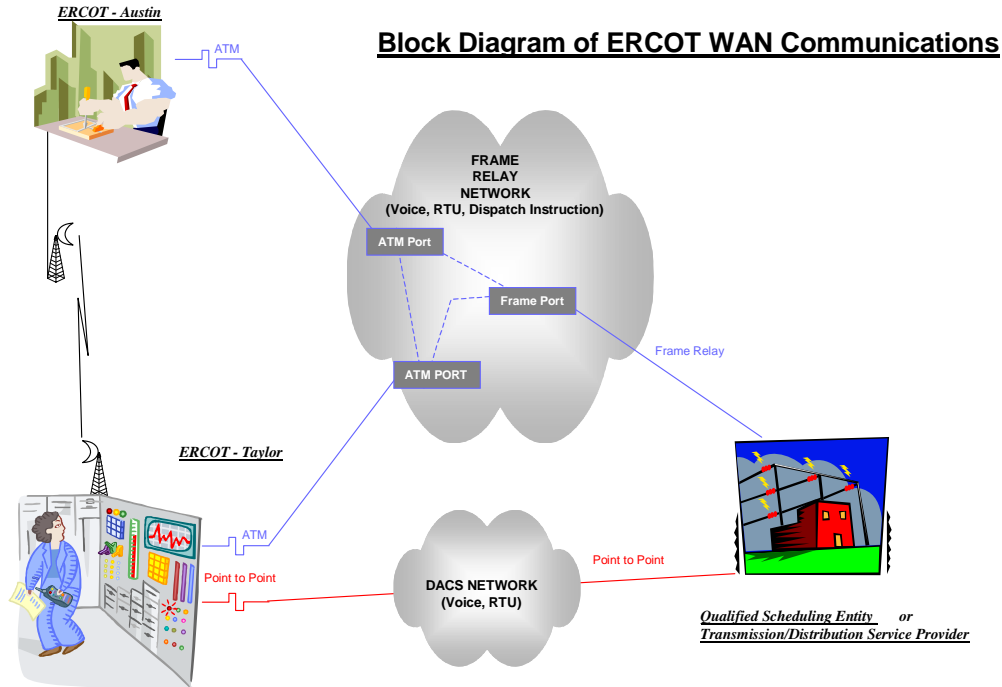 ERCOT - Austin
ATM
Block Diagram of ERCOT WAN Communications
FRAME
RELAY
NETWORK
(Voice, RTU, Dispatch Instruction)
ATM Port
Frame Port
ATM PORT
Frame Relay
ERCOT - Taylor
ATM
Point to Point
DACS NETWORK
(Voice, RTU)
Point to Point
Qualified Scheduling Entity or
Transmission/Distribution Service Provider